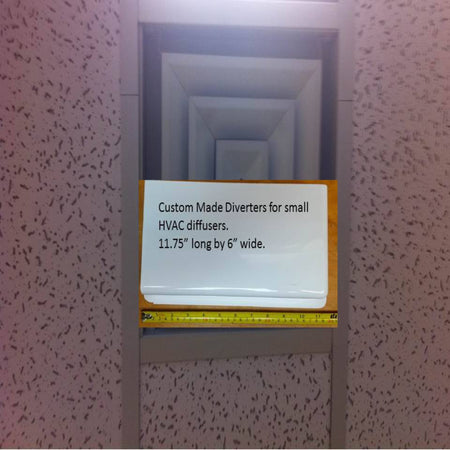 Custom Made Diverters for small
HVAC diffusers.
11.75" long by 6" wide.